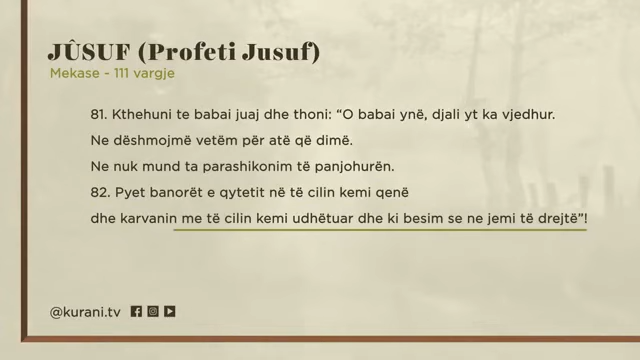 JÛSUF (Profeti Jusuf)
Mekase - 111 vargje
81. Kthehuni te babai juaj dhe thoni: “O babai ynë, djali yt ka vjedhur.
Ne dëshmojmë vetëm për atë që dimë.
Ne nuk mund ta parashikonim të panjohurën.
82. Pyet banorët e qytetit në të cilin kemi qenë
dhe karvanin me të cilin kemi udhëtuar dhe ki besim se ne jemi të drejtë”!
@kurani.tv